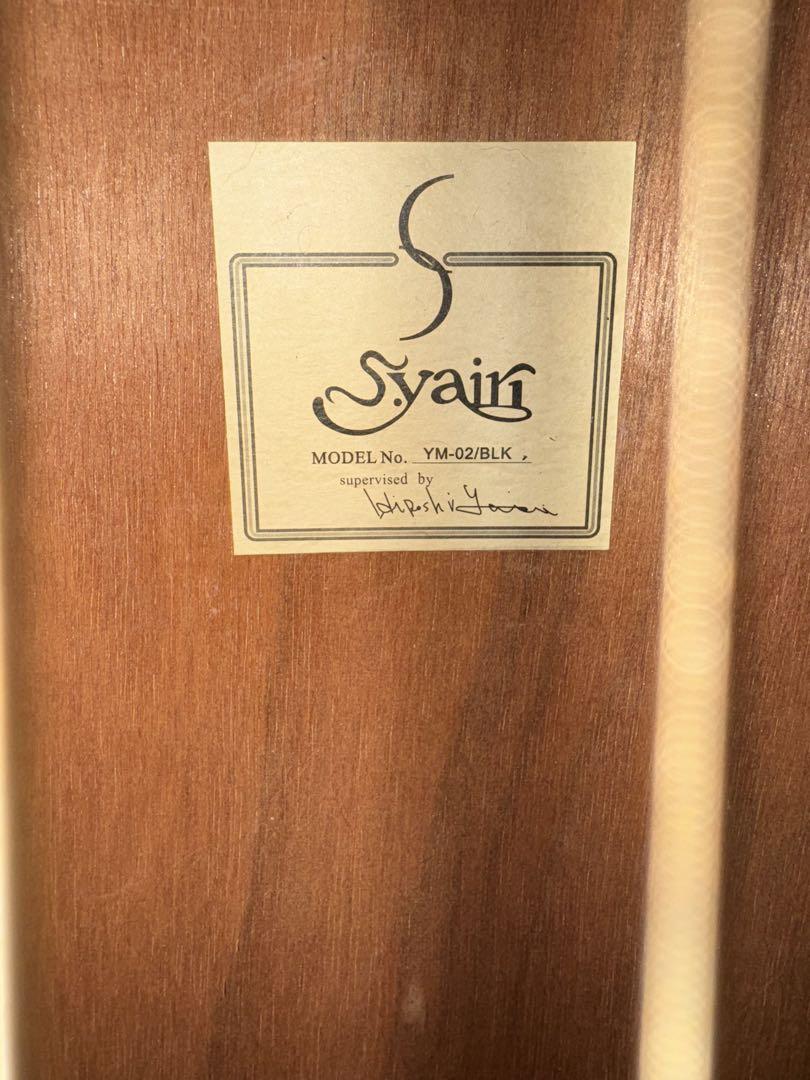 S
S.yairi
MODEL No. YM-02/BLK ,
supervised by
Hiroshi Yairi